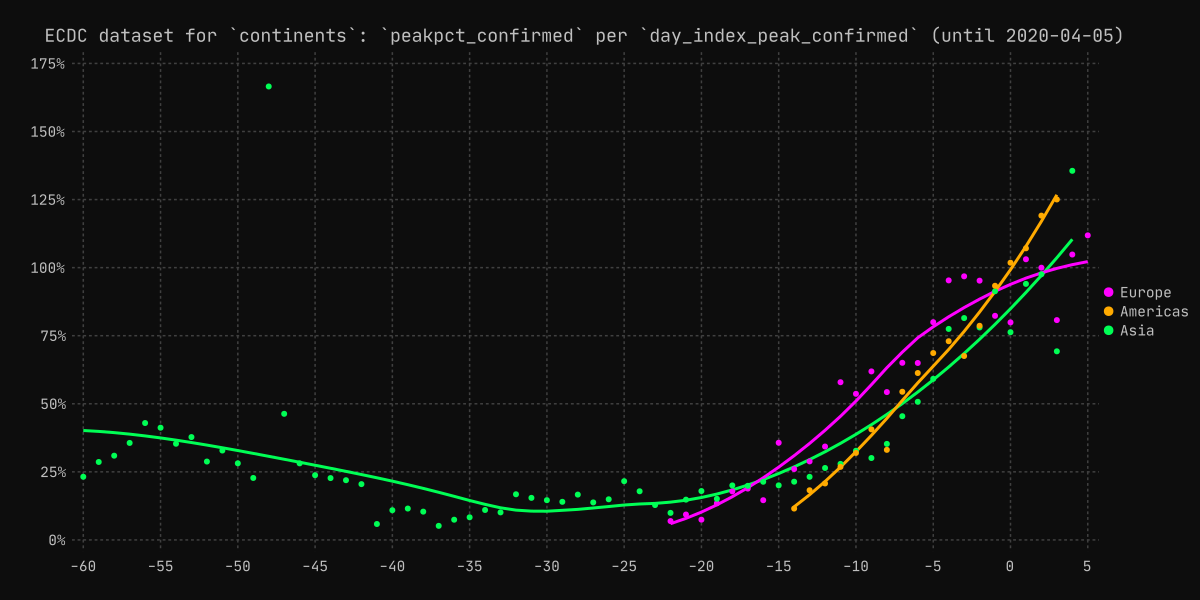 ECDC dataset for `continents`: `peakpct_confirmed` per `day_index_peak_confirmed` (until 2020-04-05)
175%
150%
125%
100%
75%
50%
25%
0%
-60 -55 -50 -45 -40 -35 -30 -25 -20 -15 -10 -5 0 5
Europe
Americas
Asia